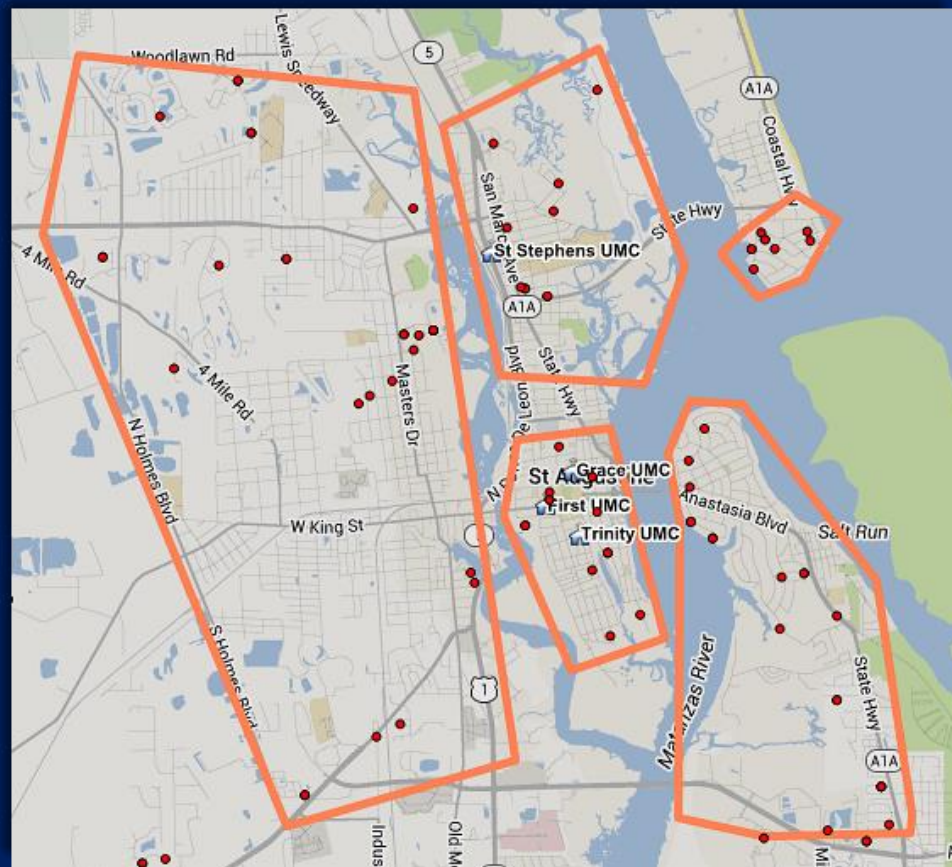 Woodlawn Rd
Lewis Speedway
5
A1A
Coastal Hwy
San Marco Ave
State Hwy
St Stephens UMC
4 Mile Rd
A1A
State Hwy
4 Mile Rd
Masters Dr
N Holmes Blvd
Grace UMC
St Augustine
First UMC
Anastasia Blvd
W King St
Trinity UMC
Salt Run
S Holmes Blvd
Matanzas River
State Hwy
1
A1A
Indus
Old M